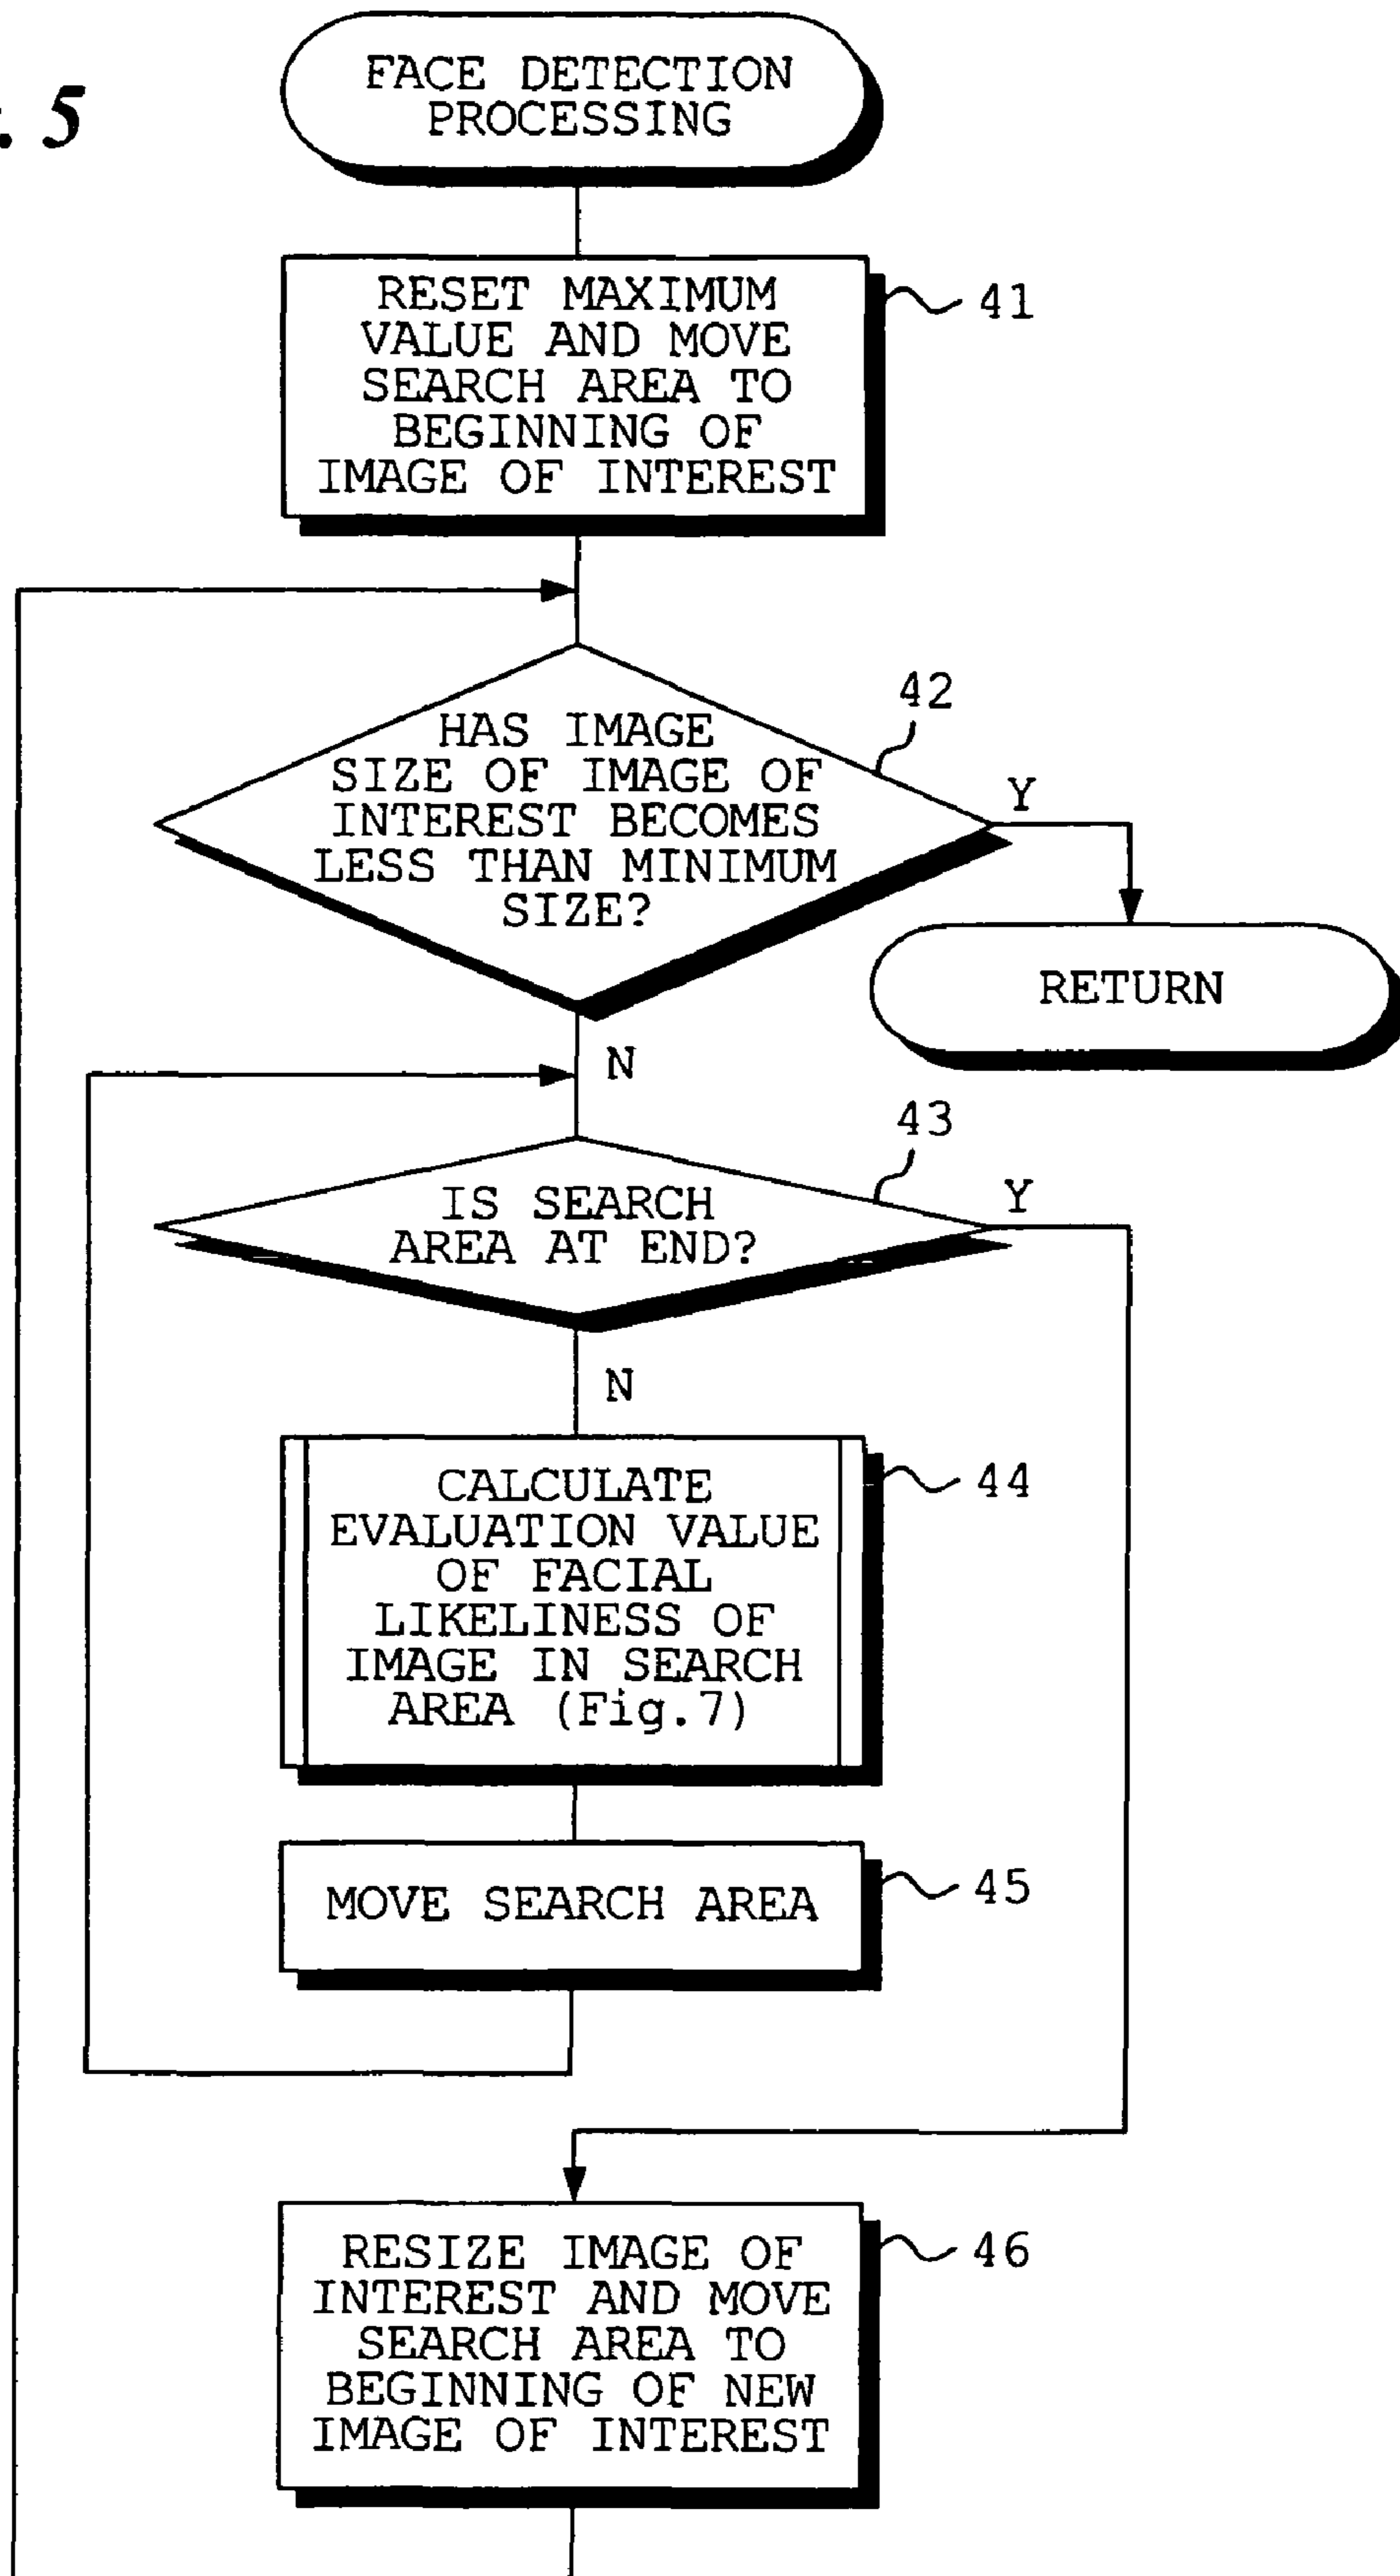 . 5
FACE DETECTION
PROCESSING
RESET MAXIMUM
VALUE AND MOVE
SEARCH AREA TO
BEGINNING OF
IMAGE OF INTEREST
41
HAS IMAGE
SIZE OF IMAGE OF
INTEREST BECOMES
LESS THAN MINIMUM
SIZE?
42
Y
RETURN
N
43
IS SEARCH
AREA AT END?
Y
N
CALCULATE
EVALUATION VALUE
OF FACIAL
LIKELINESS OF
IMAGE IN SEARCH
AREA (Fig.7)
44
MOVE SEARCH AREA
45
RESIZE IMAGE OF
INTEREST AND MOVE
SEARCH AREA TO
BEGINNING OF NEW
IMAGE OF INTEREST
46